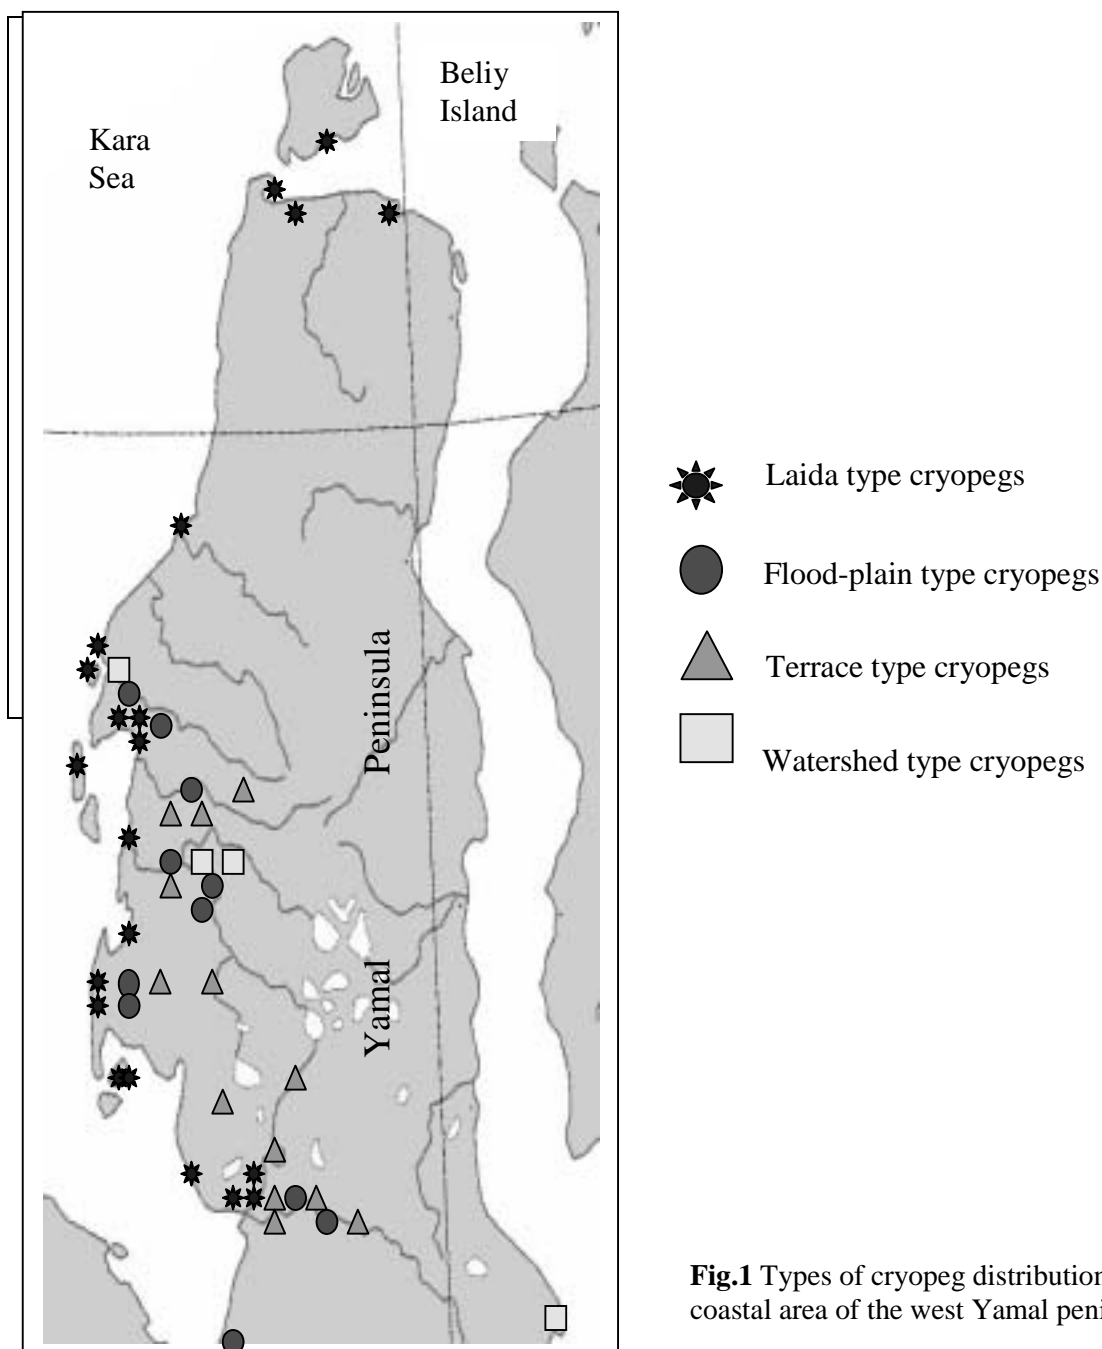 Beliy
Island
Kara
Sea
Peninsula
Yamal
Laida type cryopegs
Flood-plain type cryopegs
Terrace type cryopegs
Watershed type cryopegs
Fig.1 Types of cryopeg distribution
coastal area of the west Yamal peni